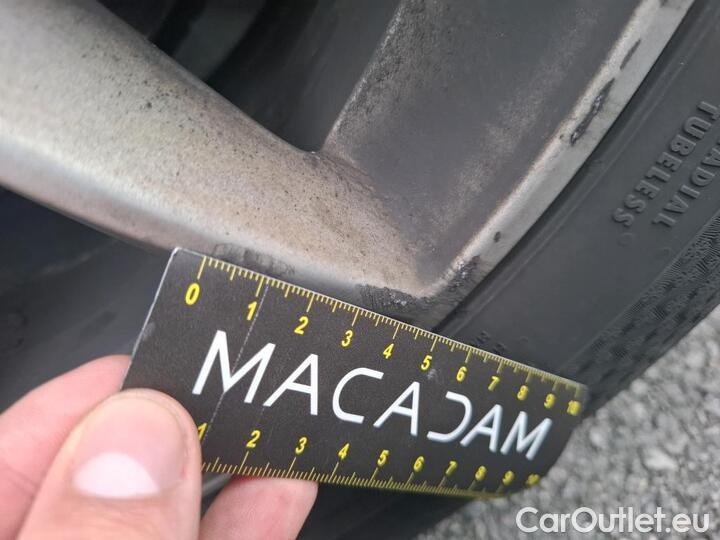 RADIAL
TUBELESS
0 1 2 3 4 5 6 7 8 9 10
MACADAM
1 2 3 4 5 6 7 8 9 10
CarOutlet.eu